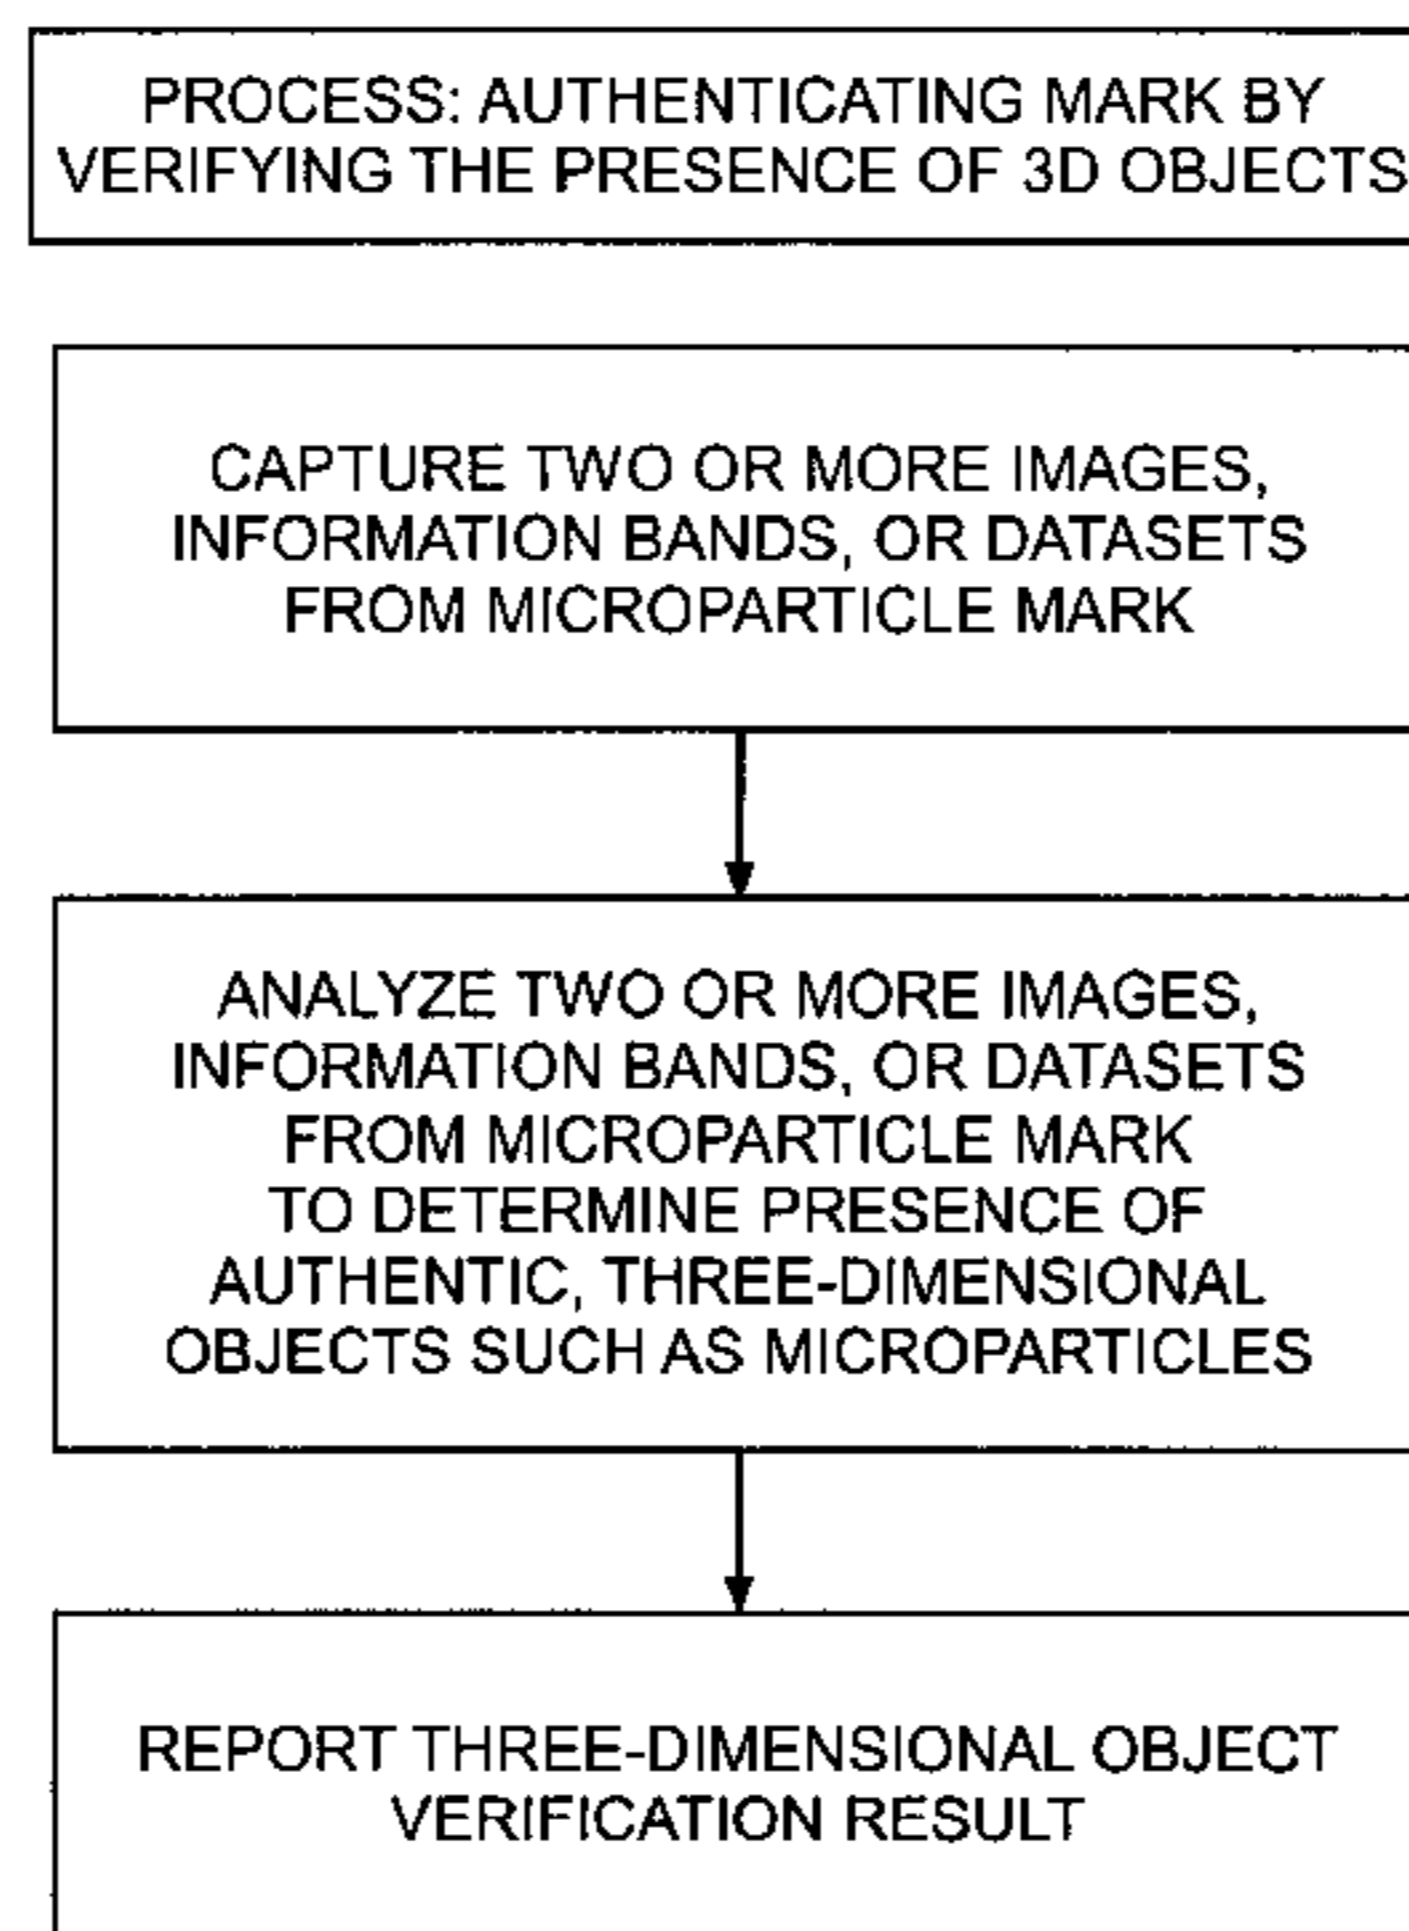 PROCESS: AUTHENTICATING MARK BY
VERIFYING THE PRESENCE OF 3D OBJECTS
CAPTURE TWO OR MORE IMAGES,
INFORMATION BANDS, OR DATASETS
FROM MICROPARTICLE MARK
ANALYZE TWO OR MORE IMAGES,
INFORMATION BANDS, OR DATASETS
FROM MICROPARTICLE MARK
TO DETERMINE PRESENCE OF
AUTHENTIC, THREE-DIMENSIONAL
OBJECTS SUCH AS MICROPARTICLES
REPORT THREE-DIMENSIONAL OBJECT
VERIFICATION RESULT